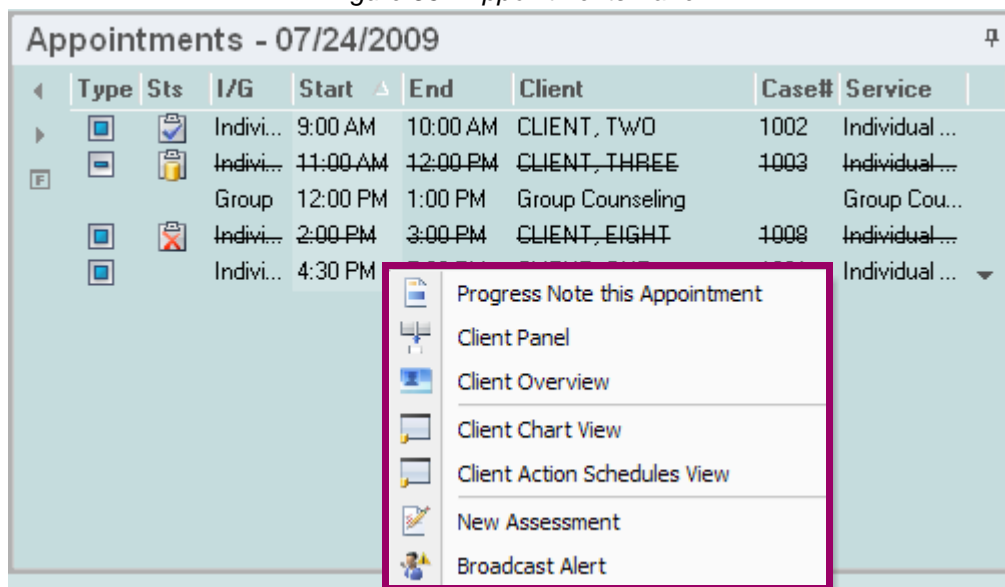 Appointments - 07/24/2009
Type Sts I/G Start End Client Case# Service
Indivi... 9:00 AM 10:00 AM CLIENT, TWO 1002 Individual ...
Indivi... 11:00 AM 12:00 PM CLIENT, THREE 1003 Individual ...
F
Group 12:00 PM 1:00 PM Group Counseling Group Cou...
Indivi... 2:00 PM 3:00 PM CLIENT, EIGHT 1008 Individual ...
Indivi... 4:30 PM Individual ...
Progress Note this Appointment
Client Panel
Client Overview
Client Chart View
Client Action Schedules View
New Assessment
Broadcast Alert